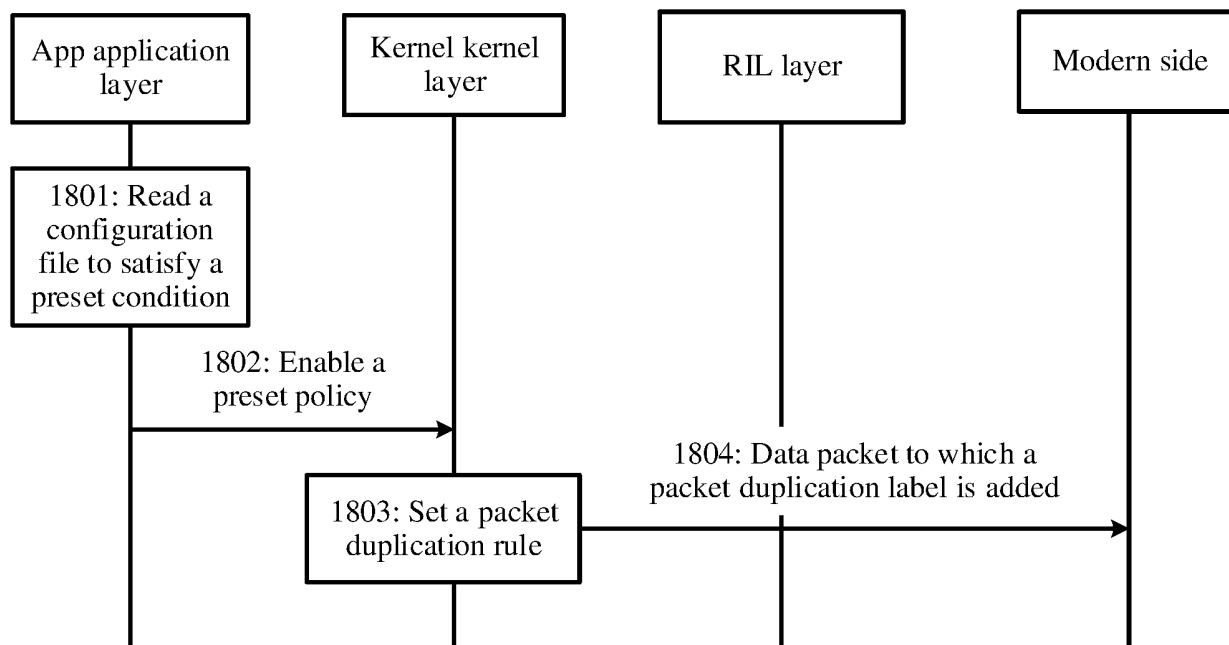 App application
layer
Kernel kernel
layer
RIL layer
Modern side
1801: Read a
configuration
file to satisfy a
preset condition
1802: Enable a
preset policy
1803: Set a packet
duplication rule
1804: Data packet to which a
packet duplication label is added